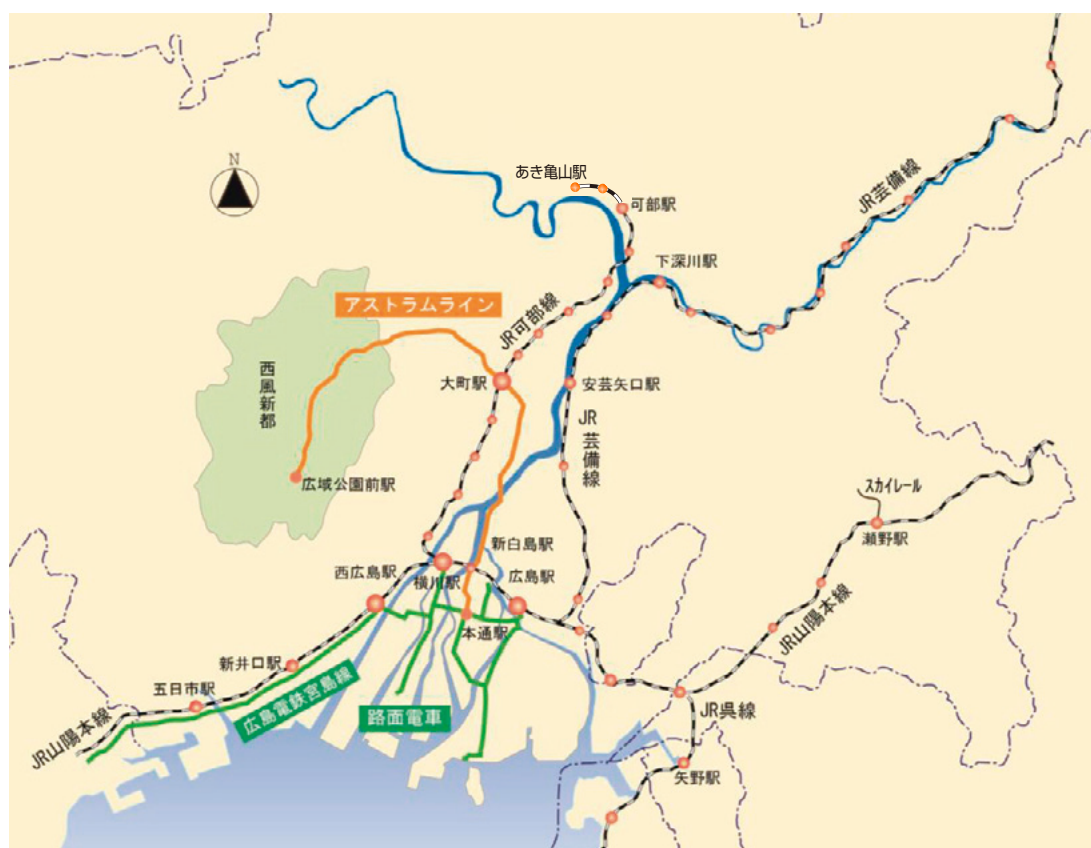 N
あき亀山駅
可部駅
JR芸備線
下深川駅
アストラムライン
JR可部線
西風新都
大町駅
安芸矢口駅
JR芸備線
広域公園前駅
スカイレール
瀬野駅
新白島駅
西広島駅
横川駅
広島駅
本通駅
JR山陽本線
新井口駅
五日市駅
広島電鉄宮島線
路面電車
JR呉線
JR山陽本線
矢野駅